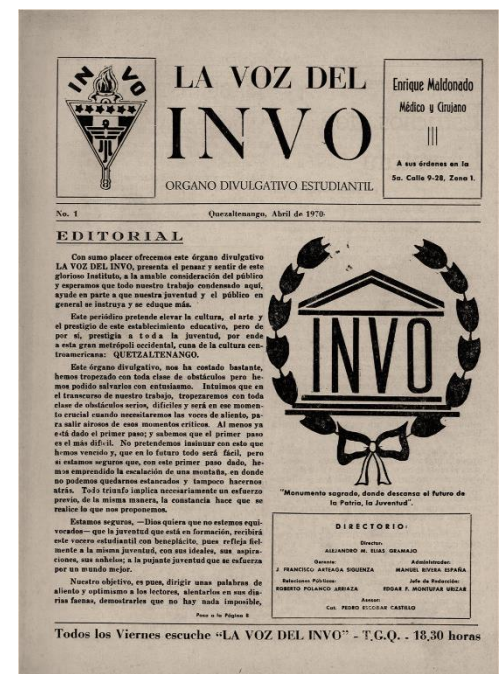 IN VO
LA VOZ DEL
INVO
ORGANO DIVULGATIVO ESTUDIANTIL
Enrique Maldonado
Médico y Cirujano
A sus órdenes en la
5a. Calle 9-28, Zona 1.
No. 1
Quezaltenango, Abril de 1970
EDITORIAL
Con sumo placer ofrecemos este órgano divulgativo
LA VOZ DEL INVO, presenta el pensar y sentir de este
glorioso Instituto, a la amable consideración del público
y esperamos que todo nuestro trabajo condensado aquí,
ayude en parte a que nuestra juventud y el público en
general se instruya y se eduque más.
Este periódico pretende elevar la cultura, el arte y
el prestigio de este establecimiento educativo, pero de
por si, prestigia a toda la juventud, por ende
a esta gran metrópoli occidental, cuna de la cultura cen-
troamericana: QUETZALTENANGO.
Este órgano divulgativo, nos ha costado bastante,
hemos tropezado con toda clase de obstáculos pero he-
mos podido salvarlos con entusiasmo. Intuimos que en
el transcurso de nuestro trabajo, tropezaremos con toda
clase de obstáculos serios, difíciles y será en ese momen-
to crucial cuando necesitaremos las voces de aliento, pa-
ra salir airosos de esos momentos críticos. Al menos ya
está dado el primer paso; y sabemos que el primer paso
es el más difícil. No pretendemos insinuar con esto que
hemos vencido y, que en lo futuro todo será fácil, pero
si estamos seguros que, con este primer paso dado, he-
mos emprendido la escalación de una montaña, en donde
no podemos quedarnos estancados y tampoco hacernos
atrás. Todo triunfo implica necesariamente un esfuerzo
previo, de la misma manera, la constancia hace que se
realice lo que nos proponemos.
Estamos seguros, —Dios quiera que no estemos equi-
vocados— que la juventud que está en formación, recibirá
este vocero estudiantil con beneplácito, pues refleja fiel-
mente a la misma juventud, con sus ideales, sus aspira-
ciones, sus anhelos; a la pujante juventud que se esfuerza
por un mundo mejor.
Nuestro objetivo, es pues, dirigir unas palabras de
aliento y optimismo a los lectores, alentarlos en sus dia-
rias faenas, demostrarles que no hay nada imposible,
Pasa a la Página 8
INVO
"Monumento sagrado, donde descansa el futuro de
la Patria, la Juventud".
DIRECTORIO:
Director:
ALEJANDRO M. ELIAS GRAMAJO
Gerente:
J. FRANCISCO ARTEAGA SIGUENZA
Administrador:
MANUEL RIVERA ESPAÑA
Relaciones Públicas:
ROBERTO POLANCO ARRIAZA
Jefe de Redacción:
EDGAR F. MONTUFAR URIZAR
Asesor:
Cat. PEDRO ESCOBAR CASTILLO
Todos los Viernes escuche "LA VOZ DEL INVO" - T.G.Q. - 18,30 horas